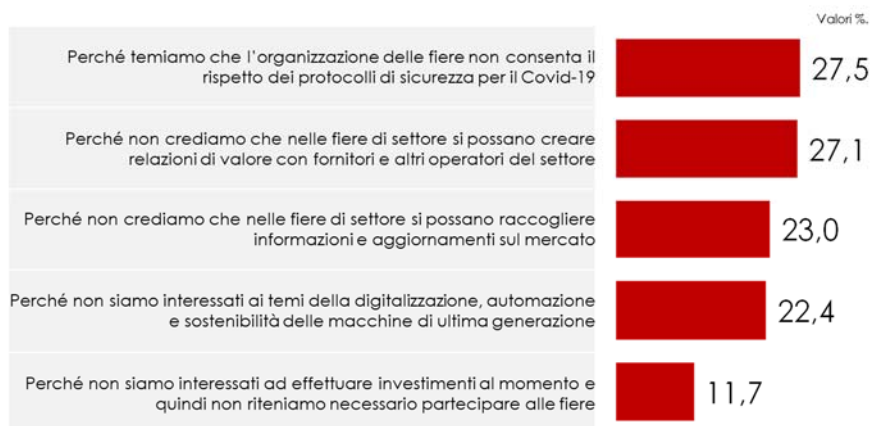 Valori %.
Perché temiamo che l'organizzazione delle fiere non consenta il
rispetto dei protocolli di sicurezza per il Covid-19
27,5
Perché non crediamo che nelle fiere di settore si possano creare
relazioni di valore con fornitori e altri operatori del settore
27,1
Perché non crediamo che nelle fiere di settore si possano raccogliere
informazioni e aggiornamenti sul mercato
23,0
Perché non siamo interessati ai temi della digitalizzazione, automazione
e sostenibilità delle macchine di ultima generazione
22,4
Perché non siamo interessati ad effettuare investimenti al momento e
quindi non riteniamo necessario partecipare alle fiere
11,7